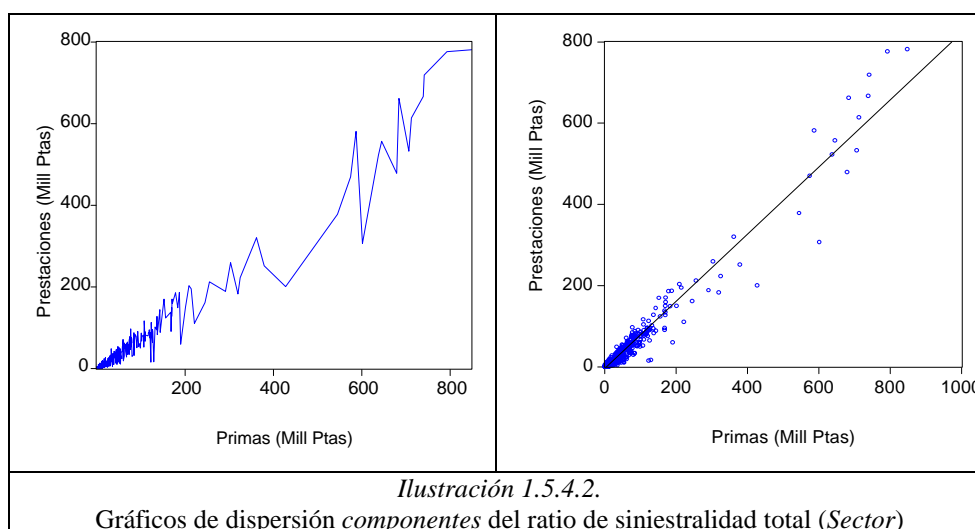 800
600
400
200
0
Prestaciones (Mill Ptas)
200 400 600 800
Primas (Mill Ptas)
800
600
400
200
0
Prestaciones (Mill Ptas)
0 200 400 600 800 1000
Primas (Mill Ptas)
Ilustración 1.5.4.2.
Gráficos de dispersión componentes del ratio de siniestralidad total (Sector)